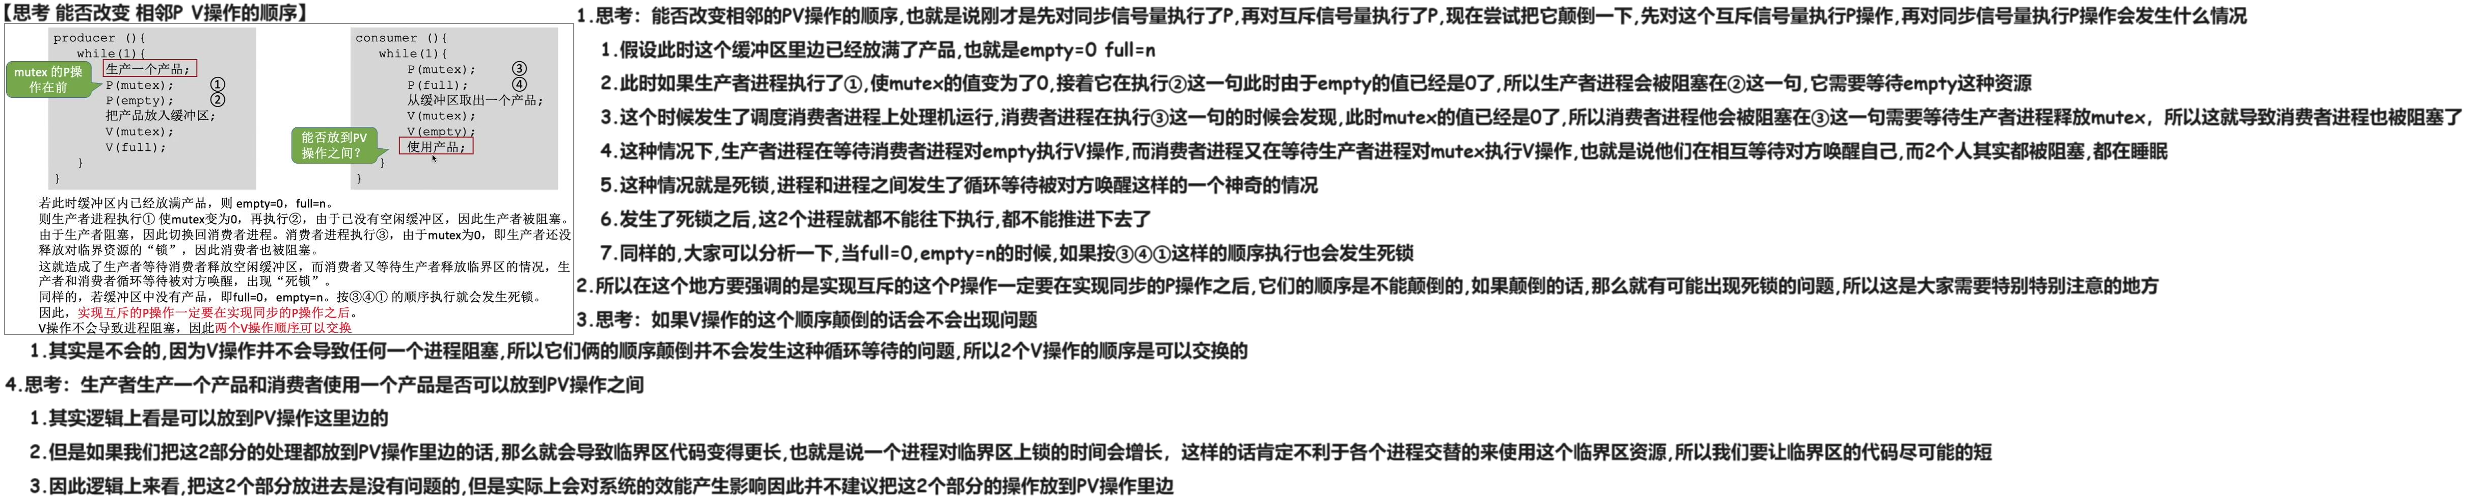 【思考 能否改变 相邻P V操作的顺序】
producer (){
while(1){
生产一个产品;
P(mutex); ①
P(empty); ②
把产品放入缓冲区;
V(mutex);
V(full);
}
}
mutex 的P操
作在前
consumer (){
while(1){
P(mutex); ③
P(full); ④
从缓冲区取出一个产品;
V(mutex);
V(empty);
使用产品;
}
}
能否放到PV
操作之间?
若此时缓冲区内已经放满产品，则 empty=0，full=n。
则生产者进程执行① 使mutex变为0，再执行②，由于已没有空闲缓冲区，因此生产者被阻塞。
由于生产者阻塞，因此切换回消费者进程。消费者进程执行③，由于mutex为0，即生产者还没
释放对临界资源的“锁”，因此消费者也被阻塞。
这就造成了生产者等待消费者释放空闲缓冲区，而消费者又等待生产者释放临界区的情况，生
产者和消费者循环等待被对方唤醒，出现“死锁”。
同样的，若缓冲区中没有产品，即full=0，empty=n。按③④① 的顺序执行就会发生死锁。
因此，实现互斥的P操作一定要在实现同步的P操作之后。
V操作不会导致进程阻塞，因此两个V操作顺序可以交换
1.思考：能否改变相邻的PV操作的顺序,也就是说刚才是先对同步信号量执行了P,再对互斥信号量执行了P,现在尝试把它颠倒一下,先对这个互斥信号量执行P操作,再对同步信号量执行P操作会发生什么情况
1.假设此时这个缓冲区里边已经放满了产品,也就是empty=0 full=n
2.此时如果生产者进程执行了①,使mutex的值变为了0,接着它在执行②这一句此时由于empty的值已经是0了,所以生产者进程会被阻塞在②这一句,它需要等待empty这种资源
3.这个时候发生了调度消费者进程上处理机运行,消费者进程在执行③这一句的时候会发现,此时mutex的值已经是0了,所以消费者进程他会被阻塞在③这一句需要等待生产者进程释放mutex，所以这就导致消费者进程也被阻塞了
4.这种情况下,生产者进程在等待消费者进程对empty执行V操作,而消费者进程又在等待生产者进程对mutex执行V操作,也就是说他们在相互等待对方唤醒自己,而2个人其实都被阻塞,都在睡眠
5.这种情况就是死锁,进程和进程之间发生了循环等待被对方唤醒这样的一个神奇的情况
6.发生了死锁之后,这2个进程就都不能往下执行,都不能推进下去了
7.同样的,大家可以分析一下,当full=0,empty=n的时候,如果按③④①这样的顺序执行也会发生死锁
2.所以在这个地方要强调的是实现互斥的这个P操作一定要在实现同步的P操作之后,它们的顺序是不能颠倒的,如果颠倒的话,那么就有可能出现死锁的问题,所以这是大家需要特别特别注意的地方
3.思考：如果V操作的这个顺序颠倒的话会不会出现问题
1.其实是不会的,因为V操作并不会导致任何一个进程阻塞,所以它们俩的顺序颠倒并不会发生这种循环等待的问题,所以2个V操作的顺序是可以交换的
4.思考：生产者生产一个产品和消费者使用一个产品是否可以放到PV操作之间
1.其实逻辑上看是可以放到PV操作这里边的
2.但是如果我们把这2部分的处理都放到PV操作里边的话,那么就会导致临界区代码变得更长,也就是说一个进程对临界区上锁的时间会增长，这样的话肯定不利于各个进程交替的来使用这个临界区资源,所以我们要让临界区的代码尽可能的短
3.因此逻辑上来看,把这2个部分放进去是没有问题的,但是实际上会对系统的效能产生影响因此并不建议把这2个部分的操作放到PV操作里边